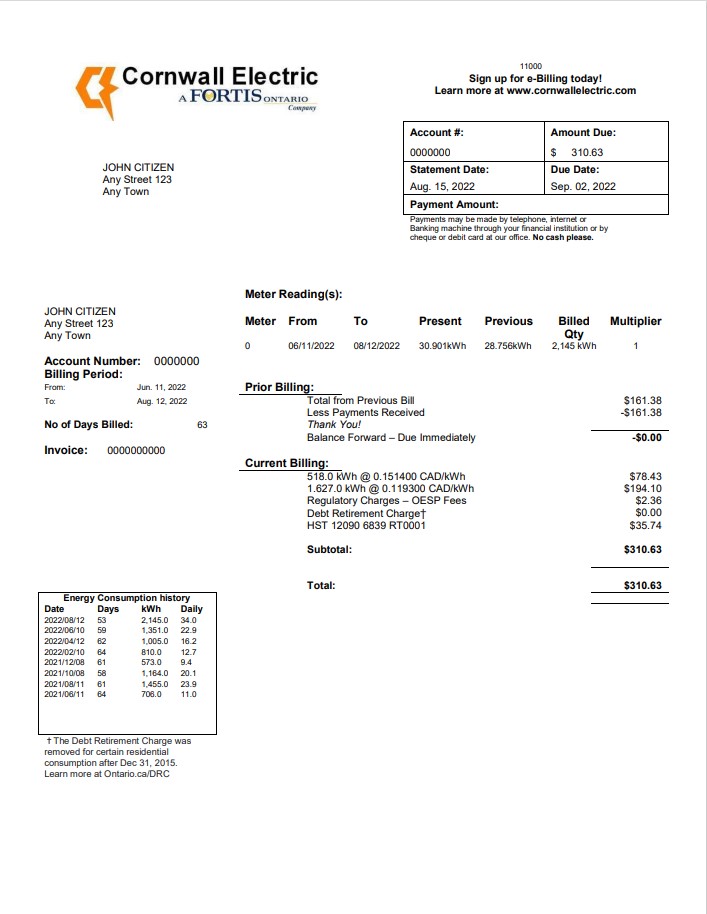 Cornwall Electric
A FORTIS ONTARIO
Company
11000
Sign up for e-Billing today!
Learn more at www.cornwallelectric.com
Account #: Amount Due:
0000000 $ 310.63
Statement Date: Due Date:
Aug. 15, 2022 Sep. 02, 2022
Payment Amount:
Payments may be made by telephone, internet or
Banking machine through your financial institution or by
cheque or debit card at our office. No cash please.
JOHN CITIZEN
Any Street 123
Any Town
JOHN CITIZEN
Any Street 123
Any Town
Account Number: 0000000
Billing Period:
From: Jun. 11, 2022
To: Aug. 12, 2022
No of Days Billed: 63
Invoice: 0000000000
Meter Reading(s):
Meter From To Present Previous Billed Qty Multiplier
0 06/11/2022 08/12/2022 30.901kWh 28.756kWh 2,145 kWh 1
Prior Billing:
Total from Previous Bill $161.38
Less Payments Received -$161.38
Thank You!
Balance Forward – Due Immediately -$0.00
Current Billing:
518.0 kWh @ 0.151400 CAD/kWh $78.43
1.627.0 kWh @ 0.119300 CAD/kWh $194.10
Regulatory Charges – OESP Fees $2.36
Debt Retirement Charge† $0.00
HST 12090 6839 RT0001 $35.74
Subtotal: $310.63
Total: $310.63
Energy Consumption history
Date Days kWh Daily
2022/08/12 53 2,145.0 34.0
2022/06/10 59 1,351.0 22.9
2022/04/12 62 1,005.0 16.2
2022/02/10 64 810.0 12.7
2021/12/08 61 573.0 9.4
2021/10/08 58 1,164.0 20.1
2021/08/11 61 1,455.0 23.9
2021/06/11 64 706.0 11.0
† The Debt Retirement Charge was
removed for certain residential
consumption after Dec 31, 2015.
Learn more at Ontario.ca/DRC